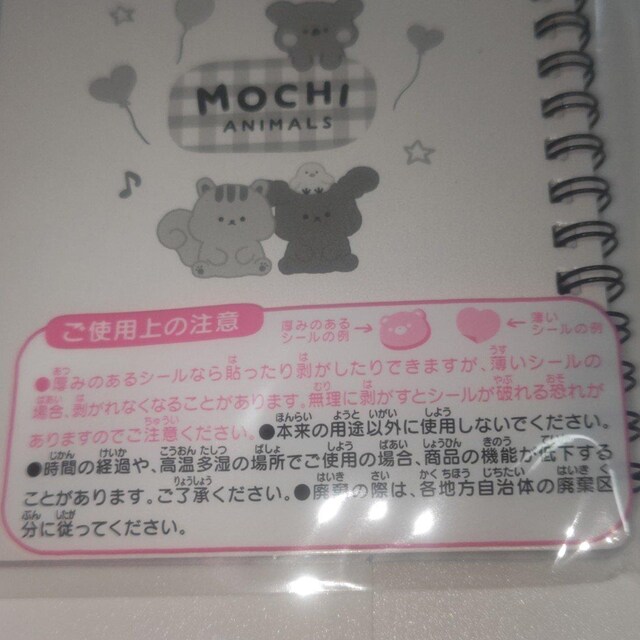 MOCHI
ANIMALS
ご使用上の注意
厚みのある
シールの例
薄い
シールの例
●厚みのあるシールなら貼ったり剥がしたりできますが、薄いシールの
場合、剥がれなくなることがあります。無理に剥がすとシールが破れる恐れが
ありますのでご注意ください。●本来の用途以外に使用しないでください。
●時間の経過や、高温多湿の場所でご使用の場合、商品の機能が低下する
ことがあります。ご了承ください。●廃棄の際は、各地方自治体の廃棄区
分に従ってください。